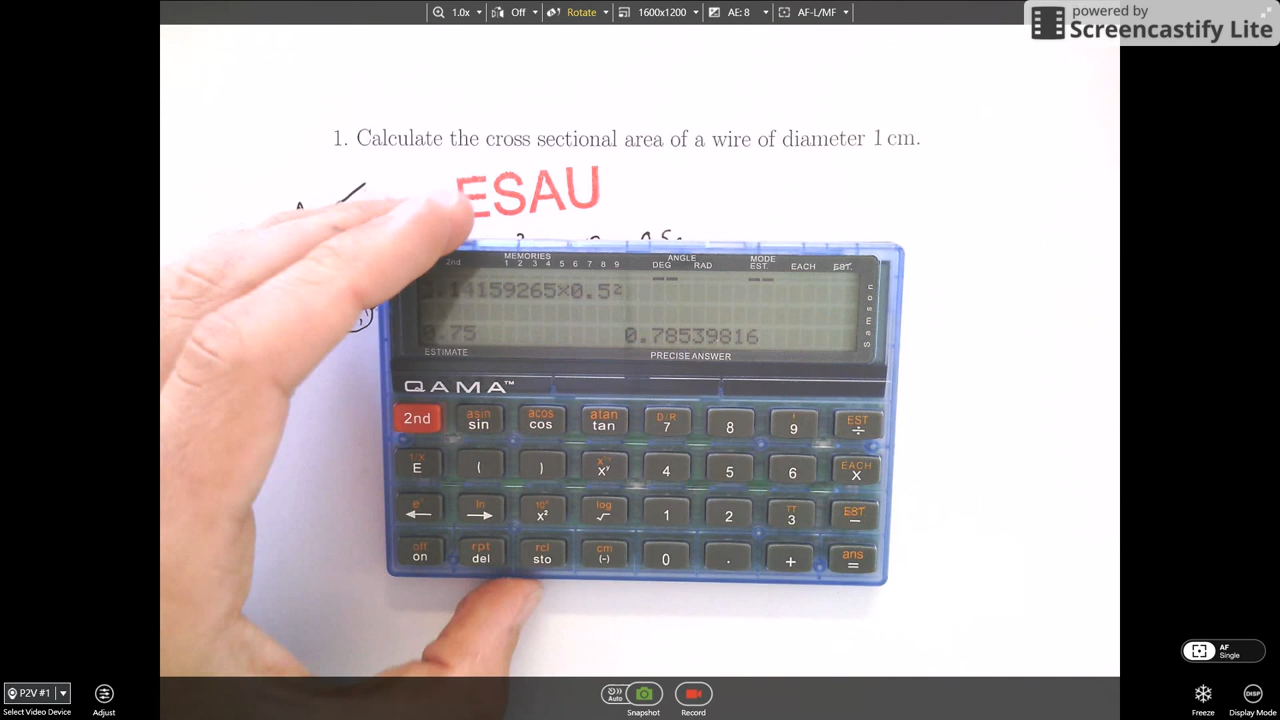 1.0x Off Rotate 1600x1200 AE: 8 AF-L/MF
powered by
Screencastify Lite
1. Calculate the cross sectional area of a wire of diameter 1 cm.
ESAU
2nd MEMORIES ANGLE MODE
1 2 3 4 5 6 7 8 9 DEG RAD EST. EACH EST.
14159265×0.5²
0.75 0.78539816
Samson
ESTIMATE PRECISE ANSWER
QAMA™
asin acos atan D/R ! EST
2nd sin cos tan 7 8 9 ÷
1/X EACH
E ( ) xʸ 4 5 6 X
ln 10ˣ log π EST
← → x² √ 1 2 3 −
off rpt rcl cm ans
on del sto (-) 0 . + =
AF
Single
P2V #1
Select Video Device
Adjust
Auto
Snapshot
Record
Freeze
DISP
Display Mode